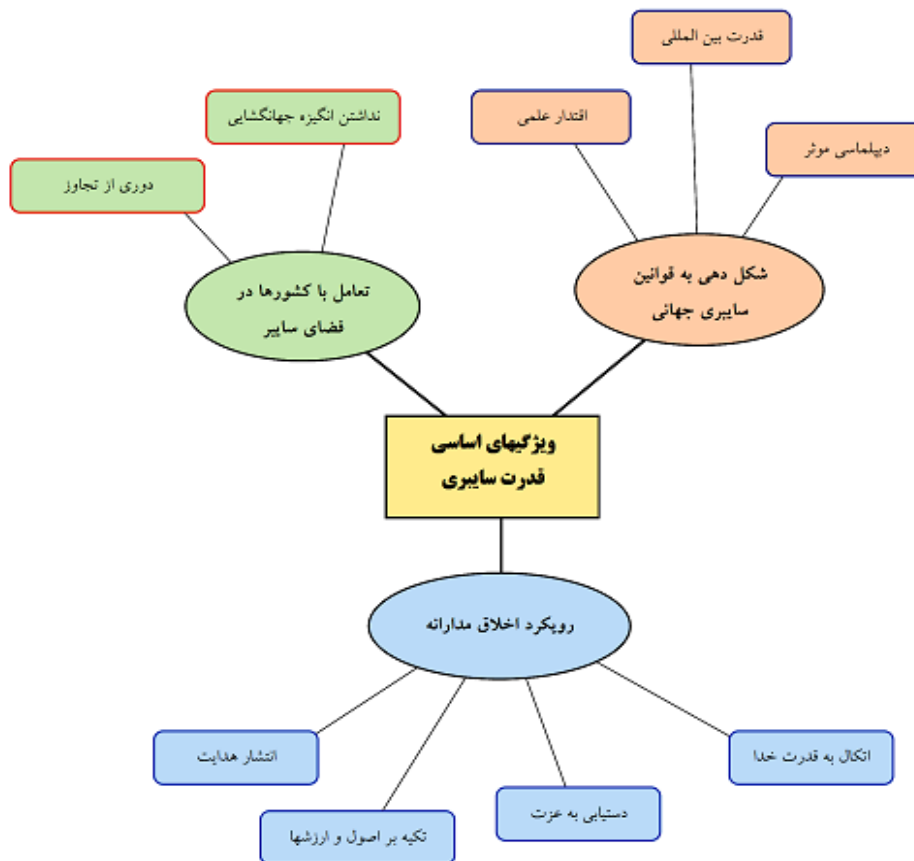 قدرت بین المللی
اقتدار علمی
دیپلماسی موثر
نداشتن انگیزه جهانگشایی
دوری از تجاوز
شکل دهی به قوانین
سایبری جهانی
تعامل با کشورها در
فضای سایبر
ویژگیهای اساسی
قدرت سایبری
رویکرد اخلاق مدارانه
اتکال به قدرت خدا
انتشار هدایت
دستیابی به عزت
تکیه بر اصول و ارزشها